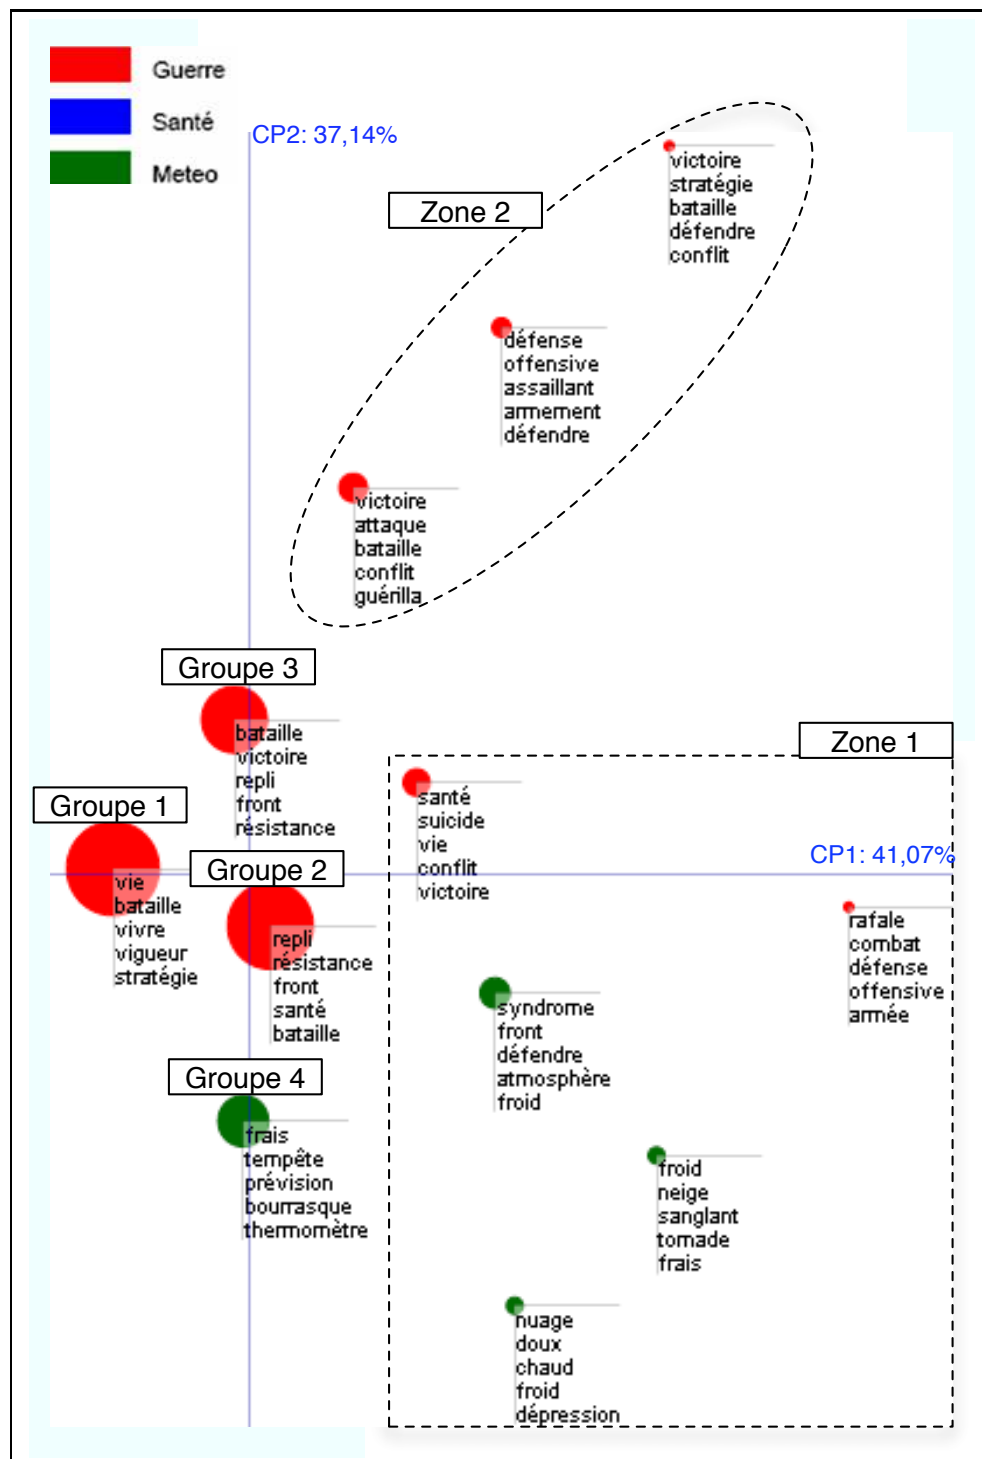 Guerre
Santé
Meteo
CP2: 37,14%
Zone 2
victoire
stratégie
bataille
défendre
conflit
défense
offensive
assaillant
armement
défendre
victoire
attaque
bataille
conflit
guérilla
Groupe 3
bataille
victoire
repli
front
résistance
Zone 1
Groupe 1
vie
bataille
vivre
vigueur
stratégie
santé
suicide
vie
conflit
victoire
CP1: 41,07%
Groupe 2
repli
résistance
front
santé
bataille
rafale
combat
défense
offensive
armée
syndrome
front
défendre
atmosphère
froid
Groupe 4
frais
tempête
prévision
bourrasque
thermomètre
froid
neige
sanglant
tornade
frais
nuage
doux
chaud
froid
dépression